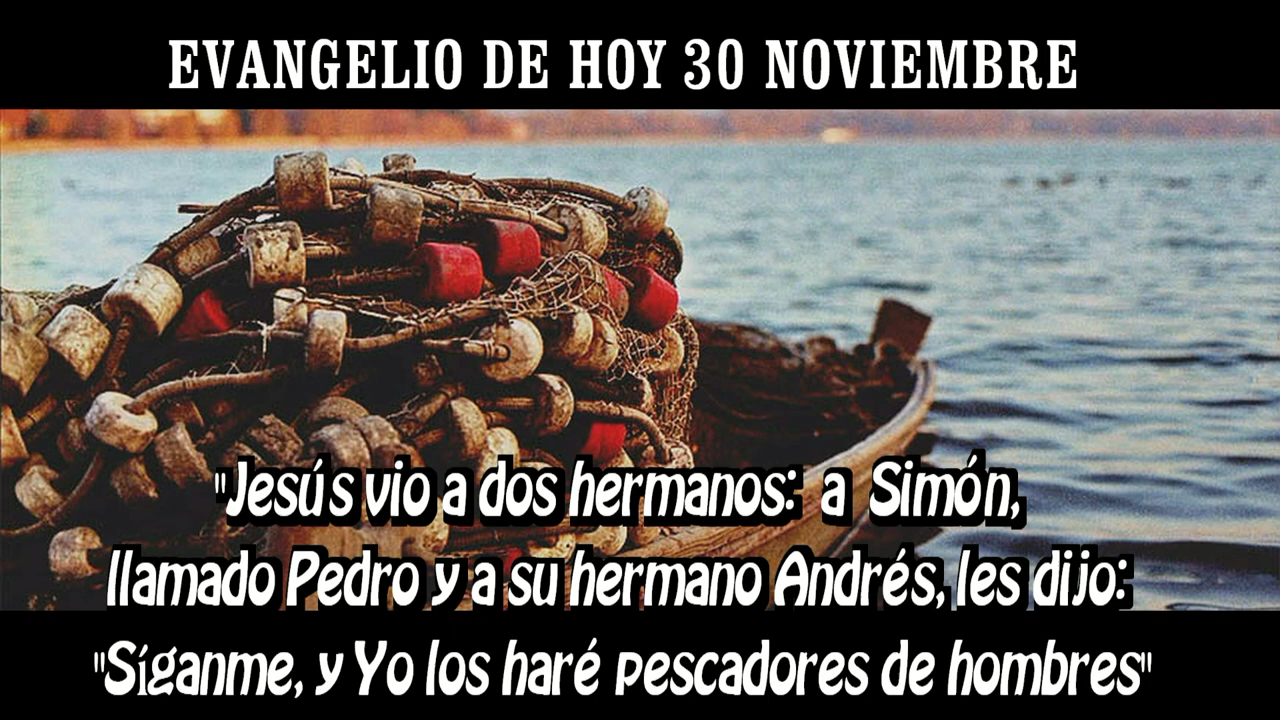 EVANGELIO DE HOY 30 NOVIEMBRE
"Jesús vio a dos hermanos: a Simón,
llamado Pedro y a su hermano Andrés, les dijo:
"Síganme, y Yo los haré pescadores de hombres"